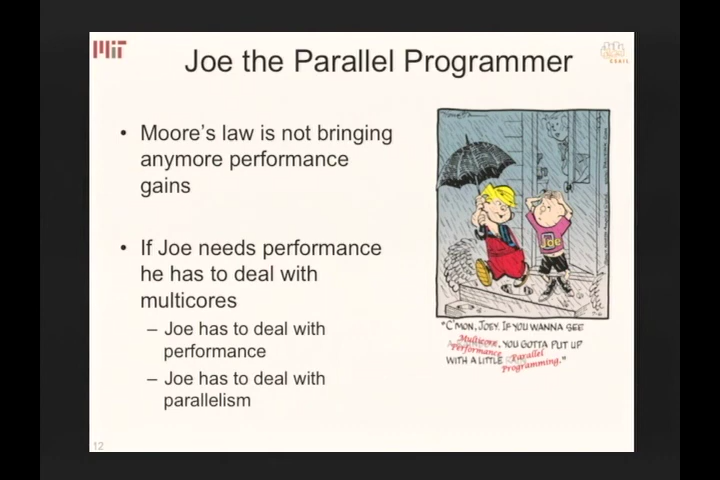 MIT
CSAIL
Joe the Parallel Programmer
• Moore's law is not bringing
anymore performance
gains
• If Joe needs performance
he has to deal with
multicores
– Joe has to deal with
performance
– Joe has to deal with
parallelism
Joe
"C'MON, JOEY. IF YOU WANNA SEE
Multicore
Performance, YOU GOTTA PUT UP
WITH A LITTLE Parallel
Programming."
12